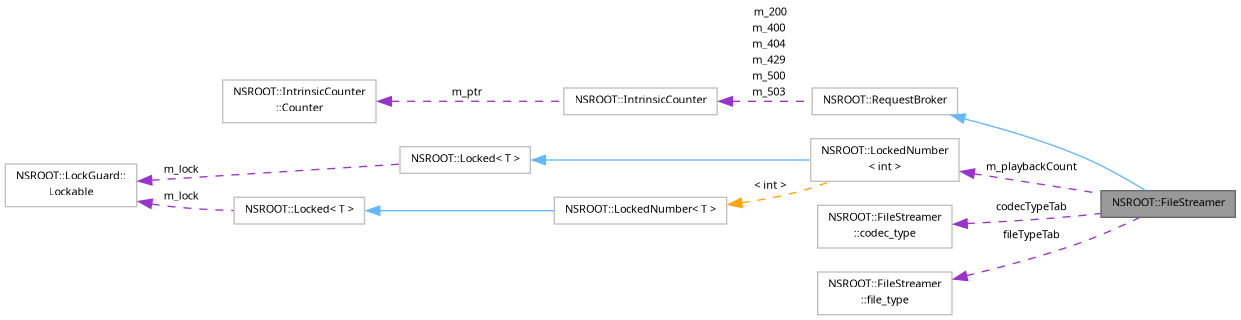 m_200
m_400
m_404
m_429
m_500
m_503
NSROOT::IntrinsicCounter
::Counter
m_ptr
NSROOT::IntrinsicCounter
NSROOT::RequestBroker
NSROOT::LockGuard::
Lockable
m_lock
m_lock
NSROOT::Locked< T >
NSROOT::Locked< T >
NSROOT::LockedNumber
< int >
< int >
NSROOT::LockedNumber< T >
m_playbackCount
codecTypeTab
fileTypeTab
NSROOT::FileStreamer
NSROOT::FileStreamer
::codec_type
NSROOT::FileStreamer
::file_type